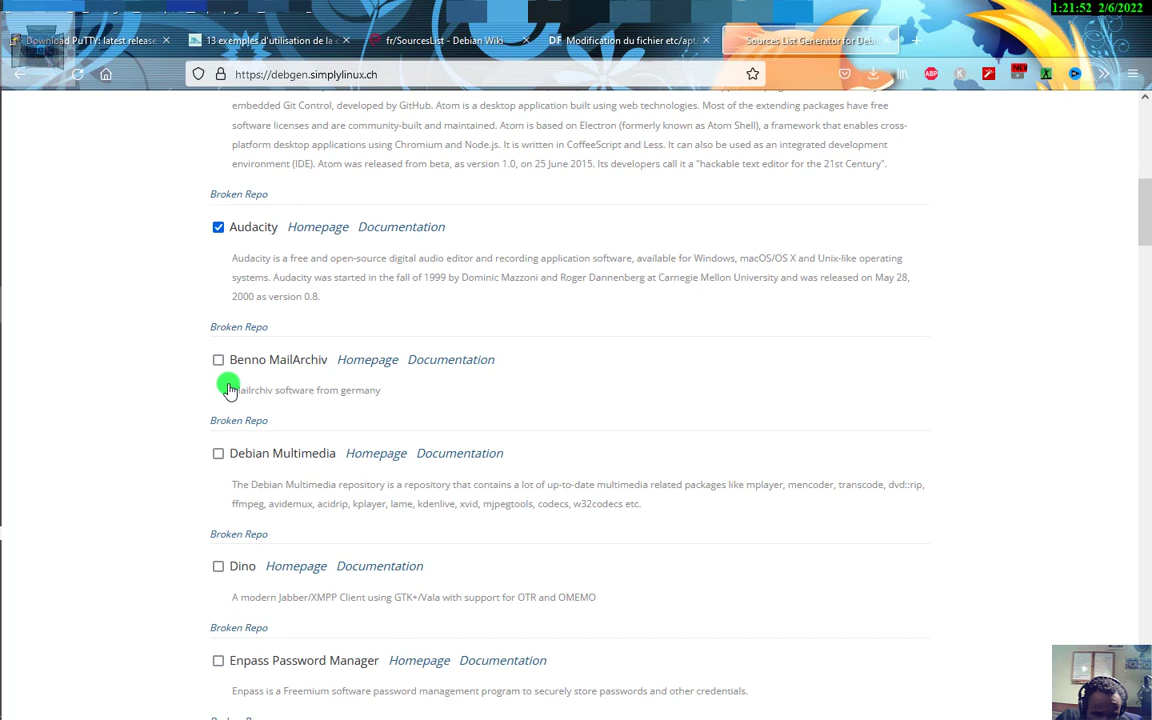 1:21:52 2/6/2022
Download PuTTY: latest release
13 exemples d'utilisation de la c
fr/SourcesList - Debian Wiki
DF Modification du fichier etc/apt/
Sources List Generator for Deb
https://debgen.simplylinux.ch
embedded Git Control, developed by GitHub. Atom is a desktop application built using web technologies. Most of the extending packages have free
software licenses and are community-built and maintained. Atom is based on Electron (formerly known as Atom Shell), a framework that enables cross-
platform desktop applications using Chromium and Node.js. It is written in CoffeeScript and Less. It can also be used as an integrated development
environment (IDE). Atom was released from beta, as version 1.0, on 25 June 2015. Its developers call it a "hackable text editor for the 21st Century".
Broken Repo
Audacity Homepage Documentation
Audacity is a free and open-source digital audio editor and recording application software, available for Windows, macOS/OS X and Unix-like operating
systems. Audacity was started in the fall of 1999 by Dominic Mazzoni and Roger Dannenberg at Carnegie Mellon University and was released on May 28,
2000 as version 0.8.
Broken Repo
Benno MailArchiv Homepage Documentation
software from germany
Broken Repo
Debian Multimedia Homepage Documentation
The Debian Multimedia repository is a repository that contains a lot of up-to-date multimedia related packages like mplayer, mencoder, transcode, dvd::rip,
ffmpeg, avidemux, acidrip, kplayer, lame, kdenlive, xvid, mjpegtools, codecs, w32codecs etc.
Broken Repo
Dino Homepage Documentation
A modern Jabber/XMPP Client using GTK+/Vala with support for OTR and OMEMO
Broken Repo
Enpass Password Manager Homepage Documentation
Enpass is a Freemium software password management program to securely store passwords and other credentials.